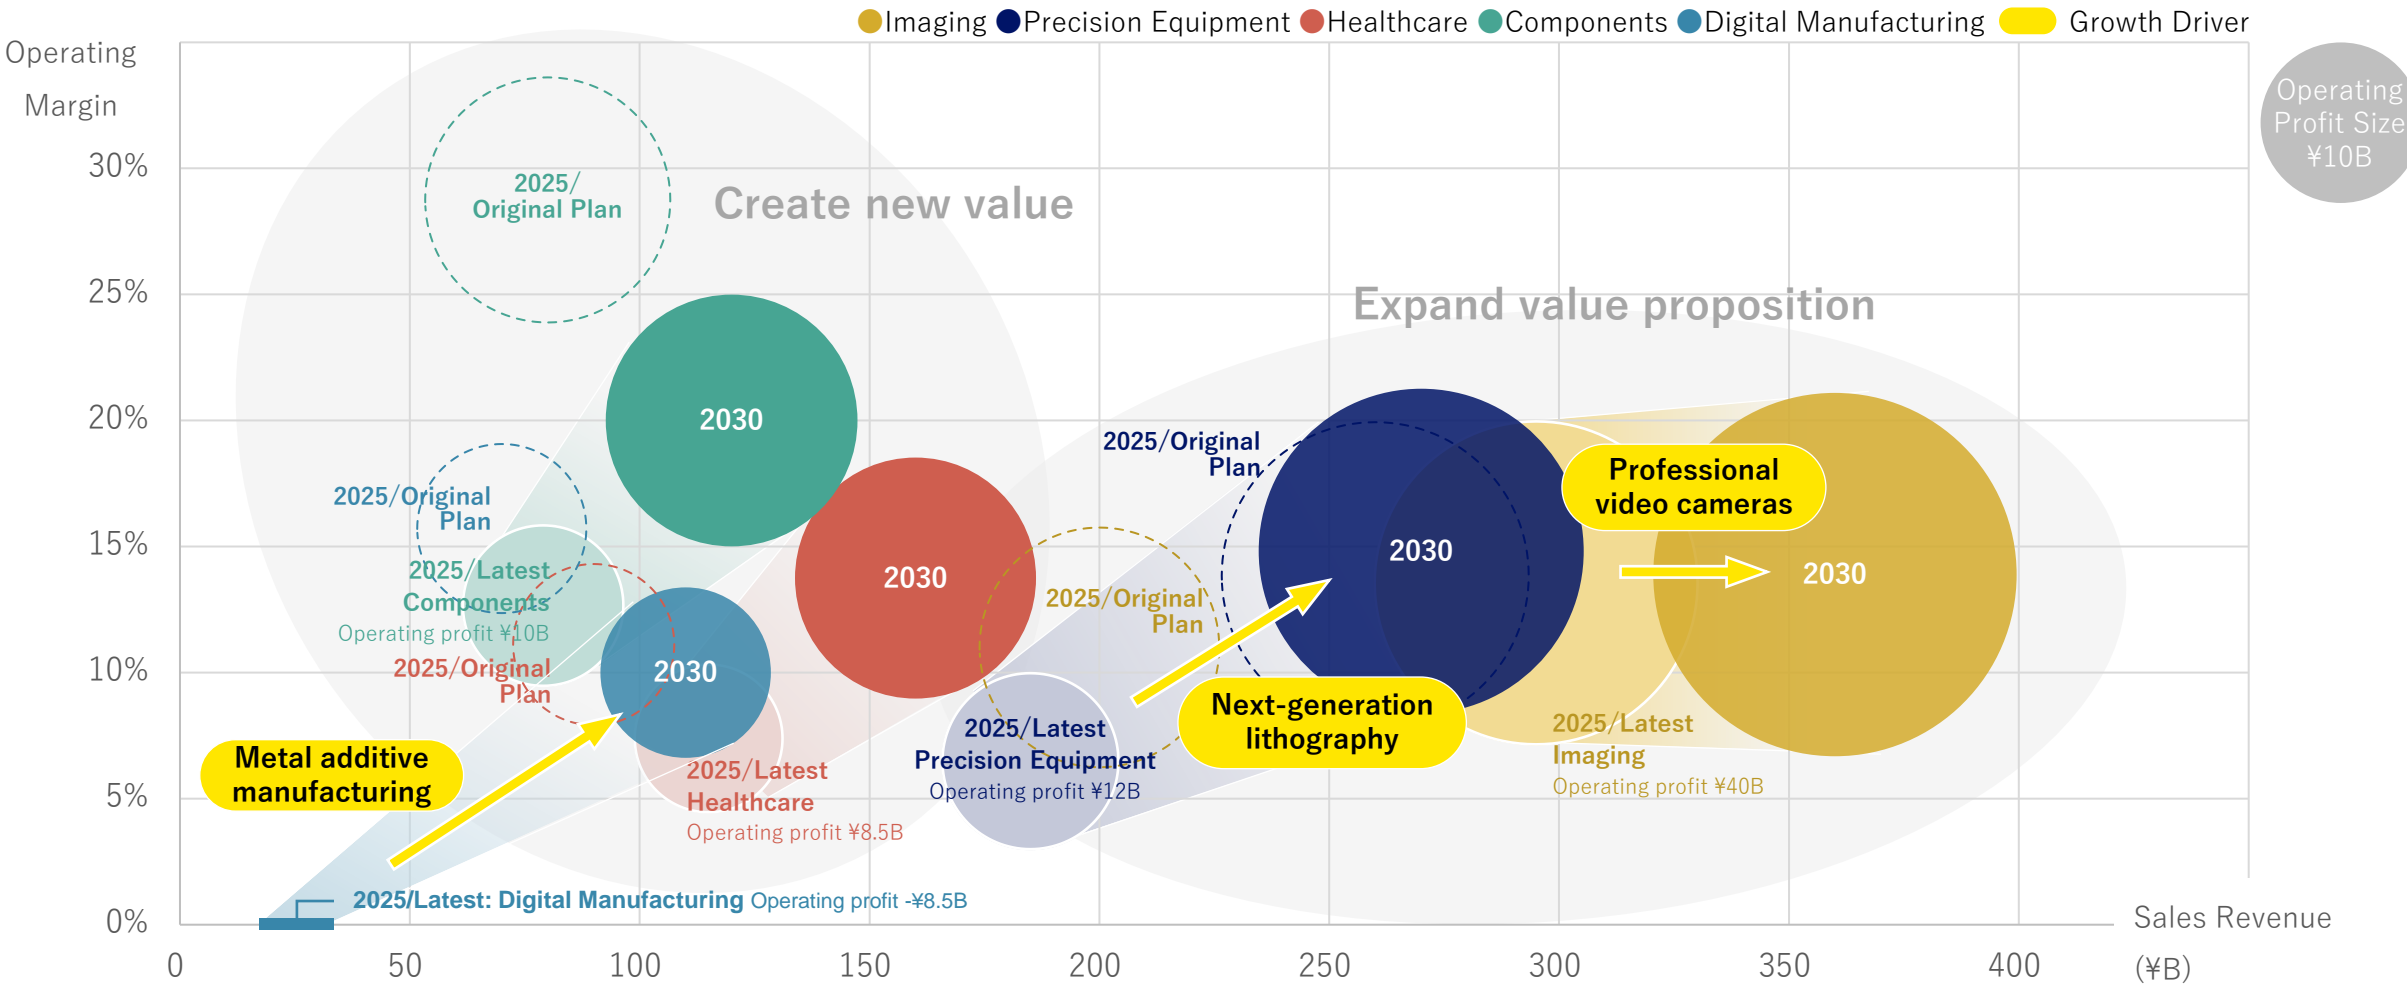 Imaging Precision Equipment Healthcare Components Digital Manufacturing Growth Driver
Operating
Margin
Operating
Profit Size
¥10B
30%
25%
20%
15%
10%
5%
0%
2025/
Original Plan
Create new value
Expand value proposition
2030
2025/Original
Plan
2025/Latest
Components
Operating profit ¥10B
2025/Original
Plan
2030
2030
2025/Latest
Healthcare
Operating profit ¥8.5B
Metal additive
manufacturing
2025/Latest: Digital Manufacturing Operating profit -¥8.5B
2025/Original
Plan
2025/Original
Plan
2030
2025/Latest
Precision Equipment
Operating profit ¥12B
Next-generation
lithography
Professional
video cameras
2030
2025/Latest
Imaging
Operating profit ¥40B
Sales Revenue
(¥B)
0 50 100 150 200 250 300 350 400